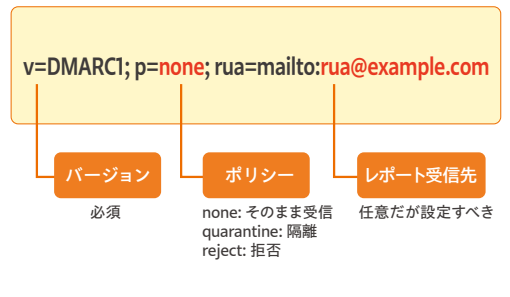 v=DMARC1; p=none; rua=mailto:rua@example.com
バージョン
必須
ポリシー
none: そのまま受信
quarantine: 隔離
reject: 拒否
レポート受信先
任意だが設定すべき